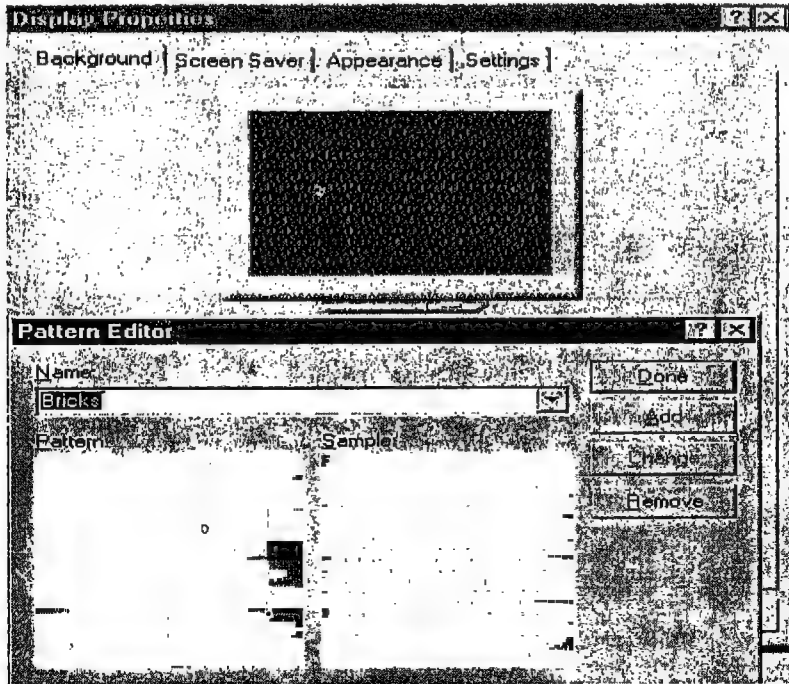 Display Properties
Background Screen Saver Appearance Settings
Pattern Editor
Name:
Bricks
Done
Add
Pattern: Sample:
Change
Remove